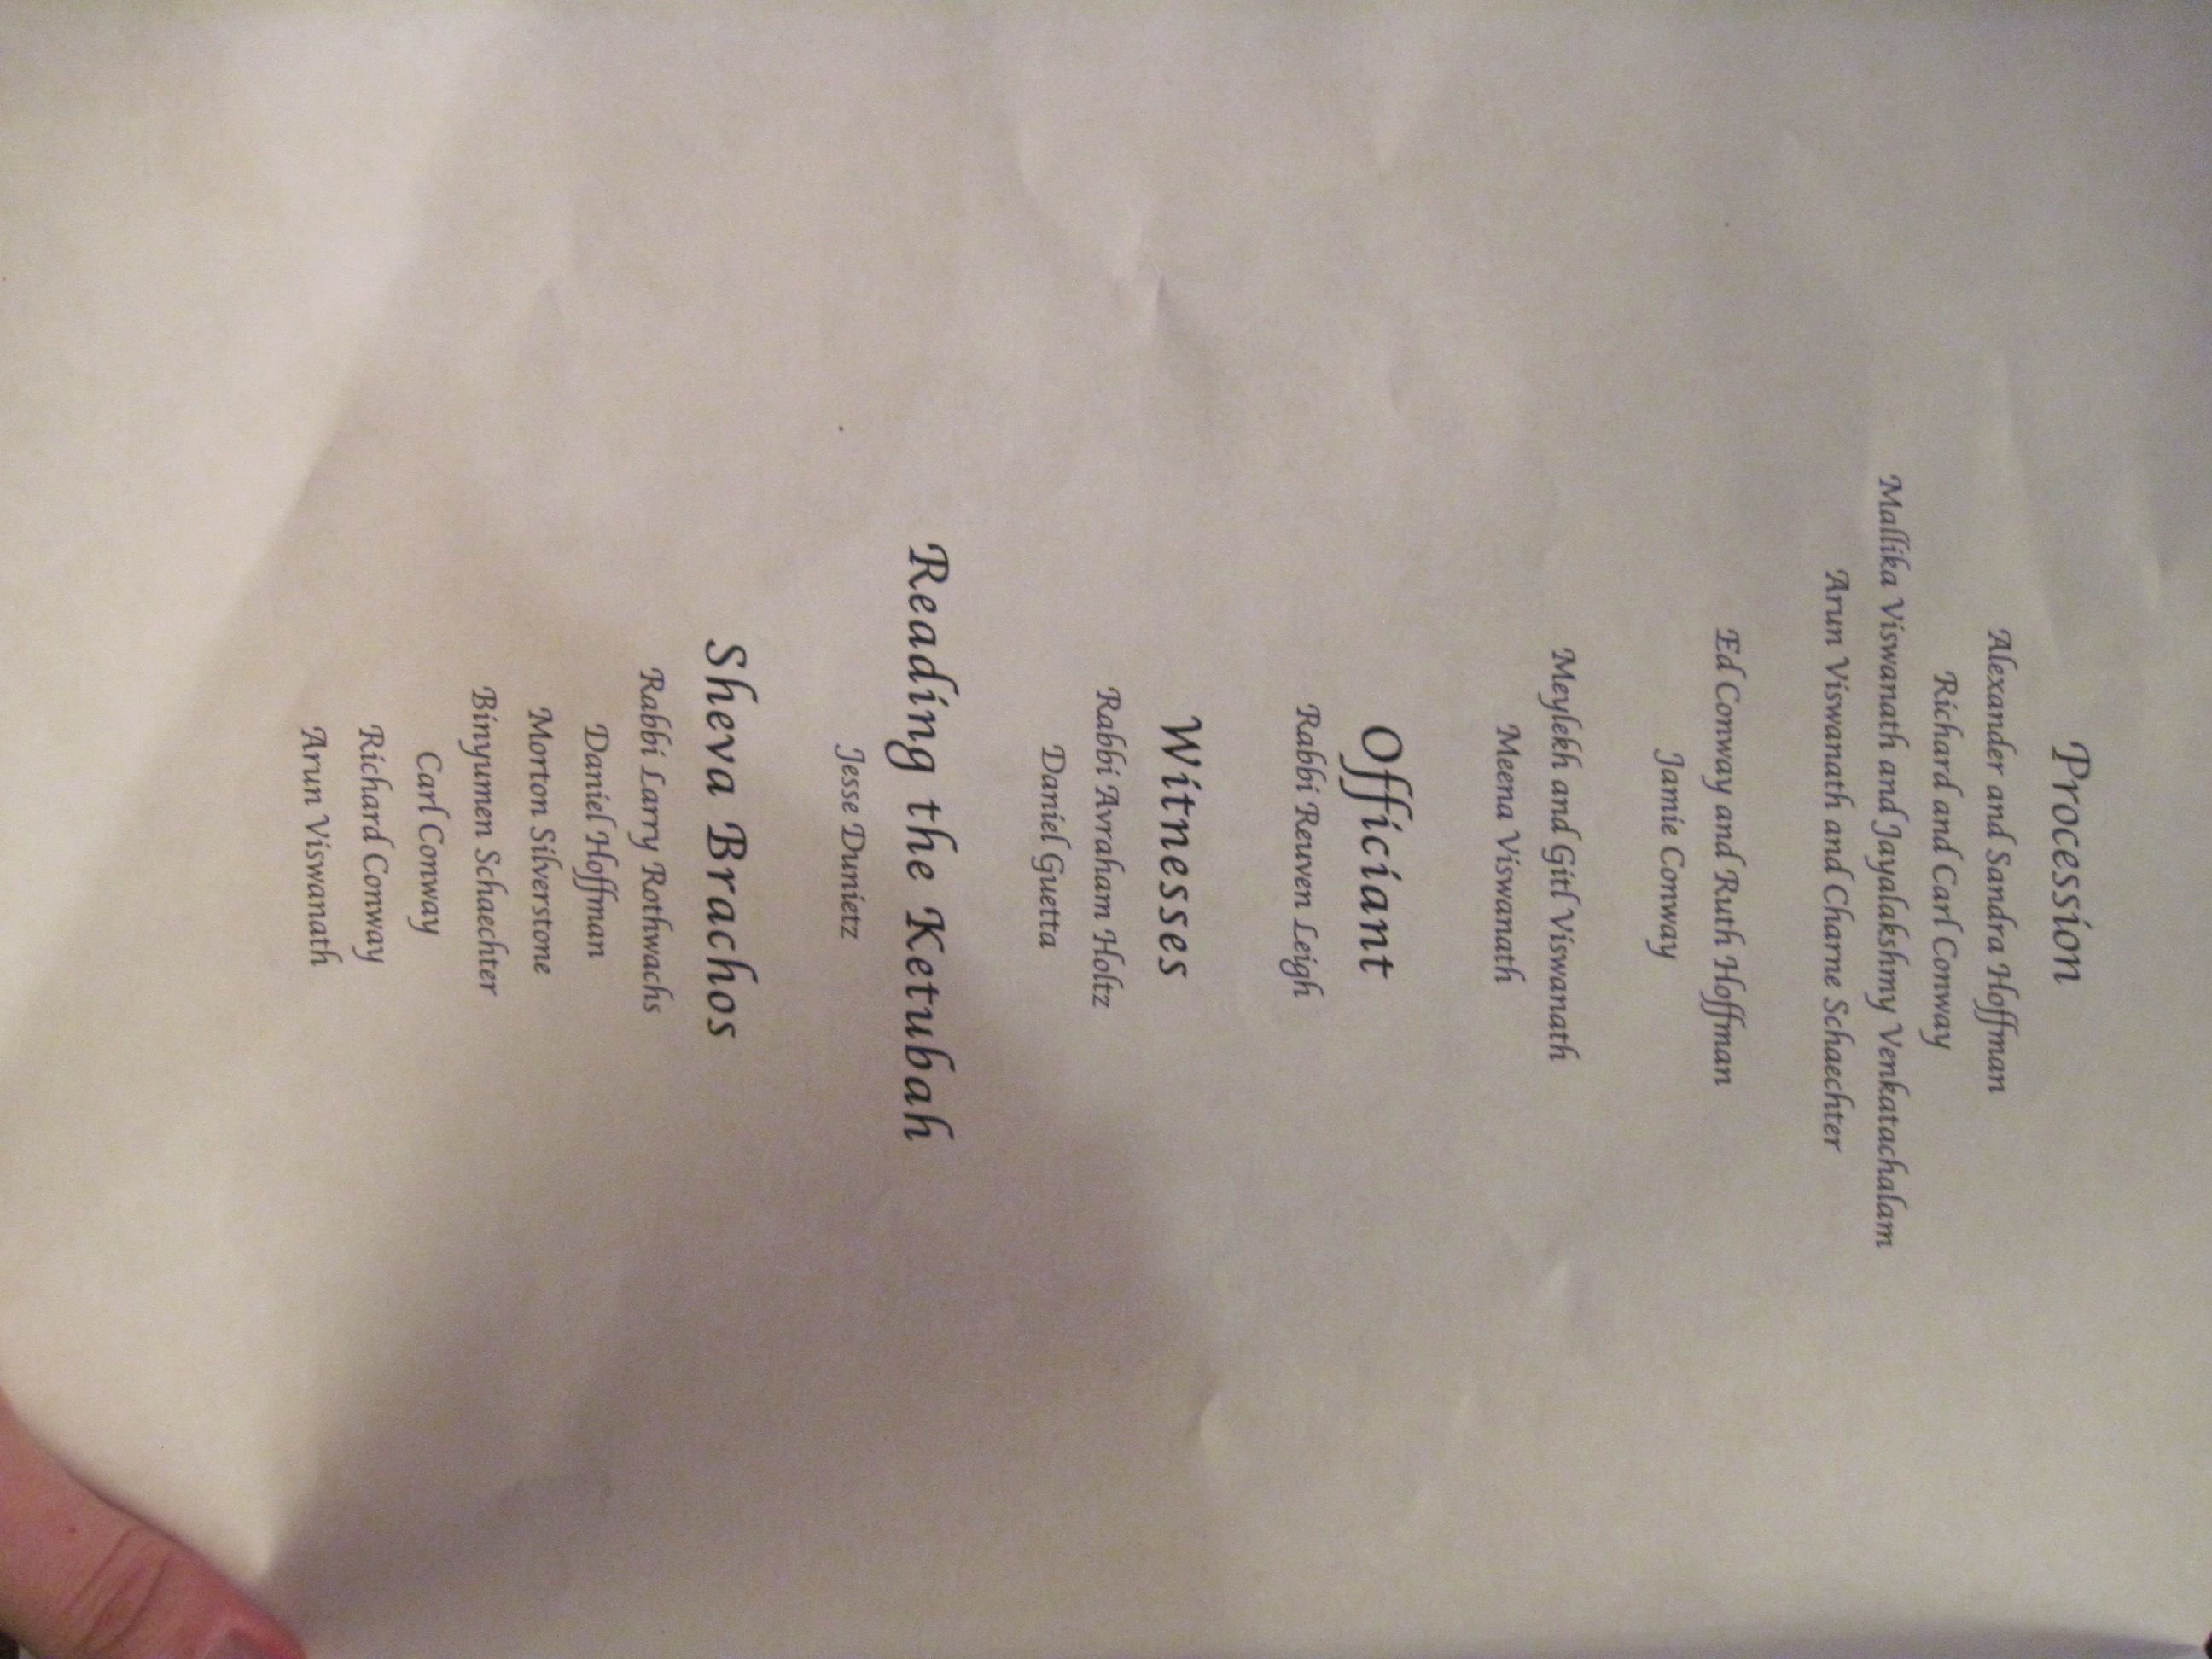 Procession
Alexander and Sandra Hoffman
Richard and Carl Conway
Mallika Viswanath and Jayalakshmy Venkatachalam
Arun Viswanath and Charne Schaechter
Ed Conway and Ruth Hoffman
Jamie Conway
Meylekh and Gitl Viswanath
Meena Viswanath
Officiant
Rabbi Reuven Leigh
Witnesses
Rabbi Avraham Holtz
Daniel Guetta
Reading the Ketubah
Jesse Dunietz
Sheva Brachos
Rabbi Larry Rothwachs
Daniel Hoffman
Morton Silverstone
Binyumen Schaechter
Carl Conway
Richard Conway
Arun Viswanath